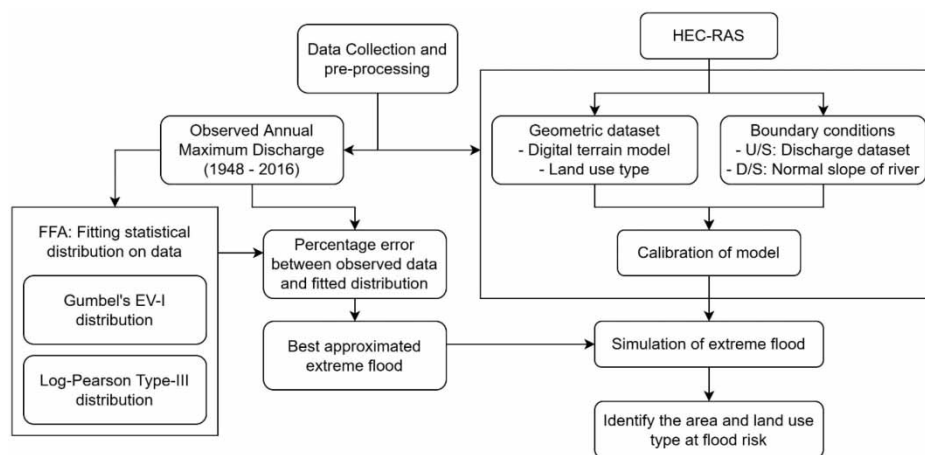 HEC-RAS
Data Collection and
pre-processing
Observed Annual
Maximum Discharge
(1948 - 2016)
Geometric dataset
- Digital terrain model
- Land use type
Boundary conditions
- U/S: Discharge dataset
- D/S: Normal slope of river
FFA: Fitting statistical
distribution on data
Gumbel's EV-I
distribution
Log-Pearson Type-III
distribution
Percentage error
between observed data
and fitted distribution
Calibration of model
Best approximated
extreme flood
Simulation of extreme flood
Identify the area and land use
type at flood risk